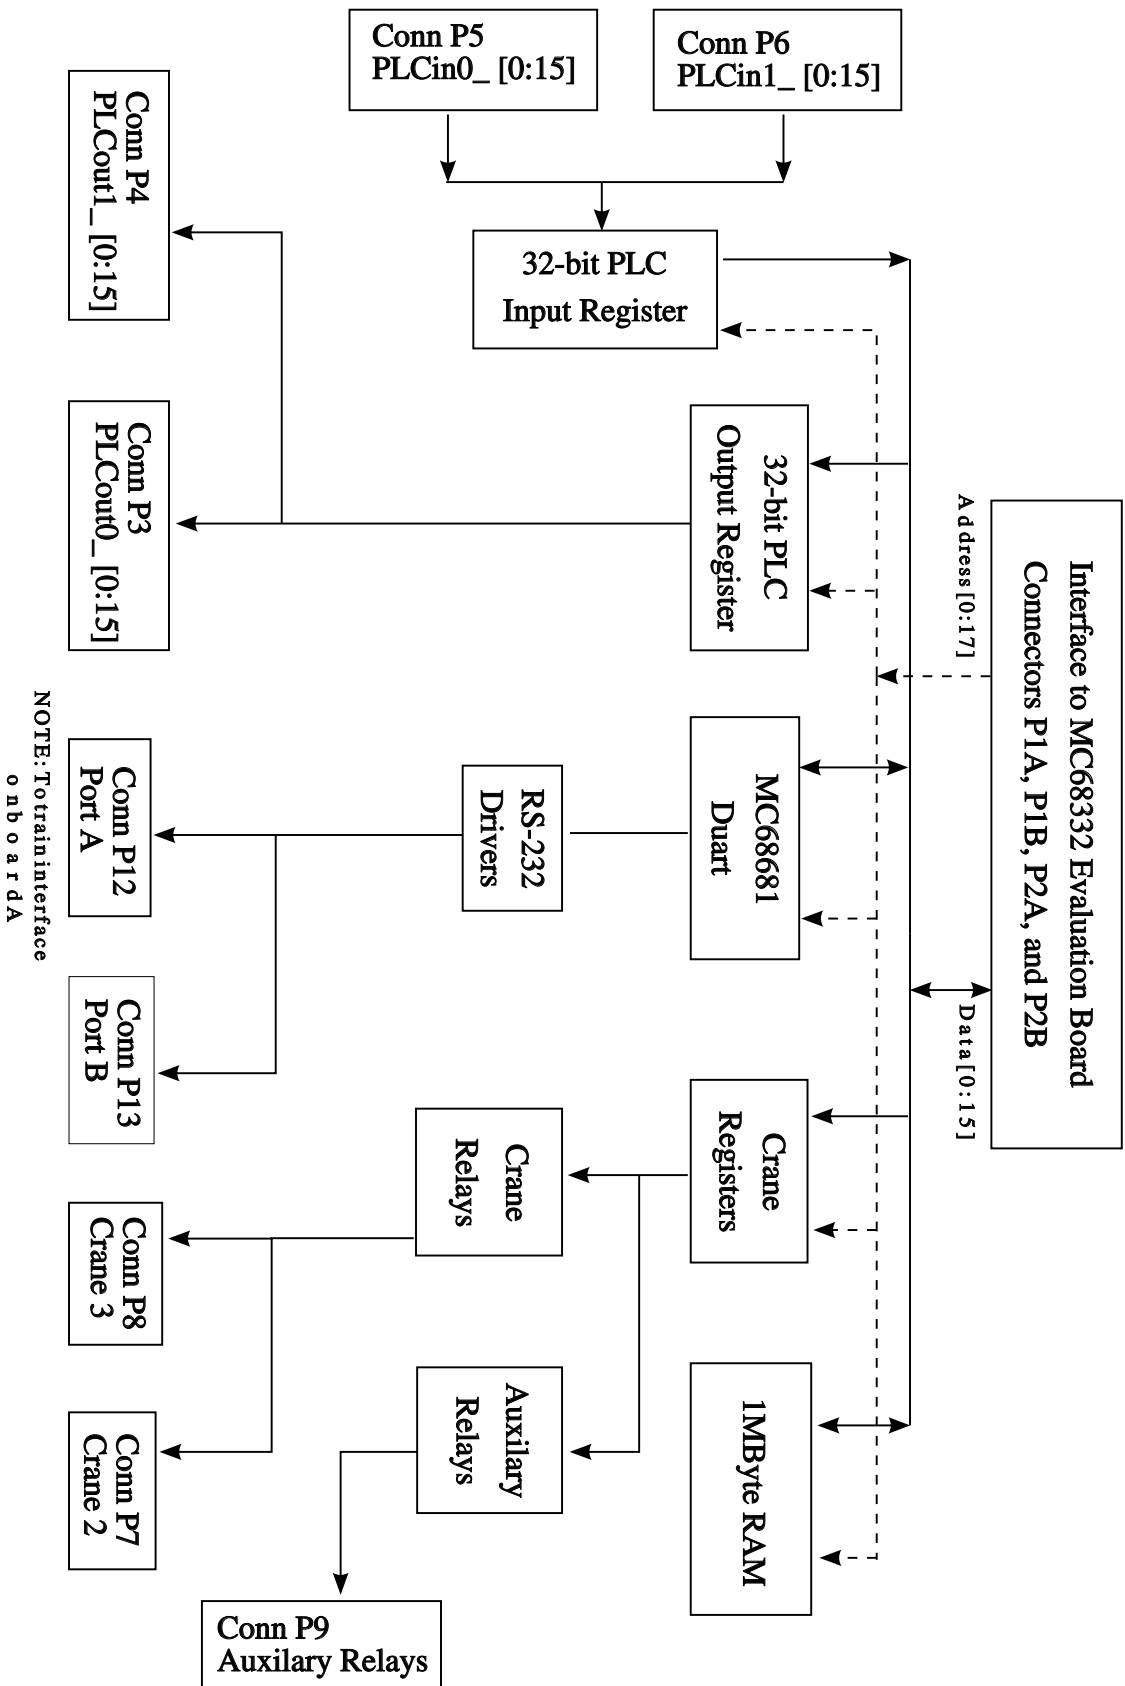 Conn P5
PLCin0_ [0:15]
Conn P6
PLCin1_ [0:15]
32-bit PLC
Input Register
Interface to MC68332 Evaluation Board
Connectors P1A, P1B, P2A, and P2B
Address[0:17]
Data[0:15]
32-bit PLC
Output Register
MC68681
Duart
Crane
Registers
1MByte RAM
RS-232
Drivers
Crane
Relays
Auxilary
Relays
Conn P4
PLCout1_ [0:15]
Conn P3
PLCout0_ [0:15]
Conn P12
Port A
Conn P13
Port B
Conn P8
Crane 3
Conn P7
Crane 2
Conn P9
Auxilary Relays
NOTE: To train interface
on board A